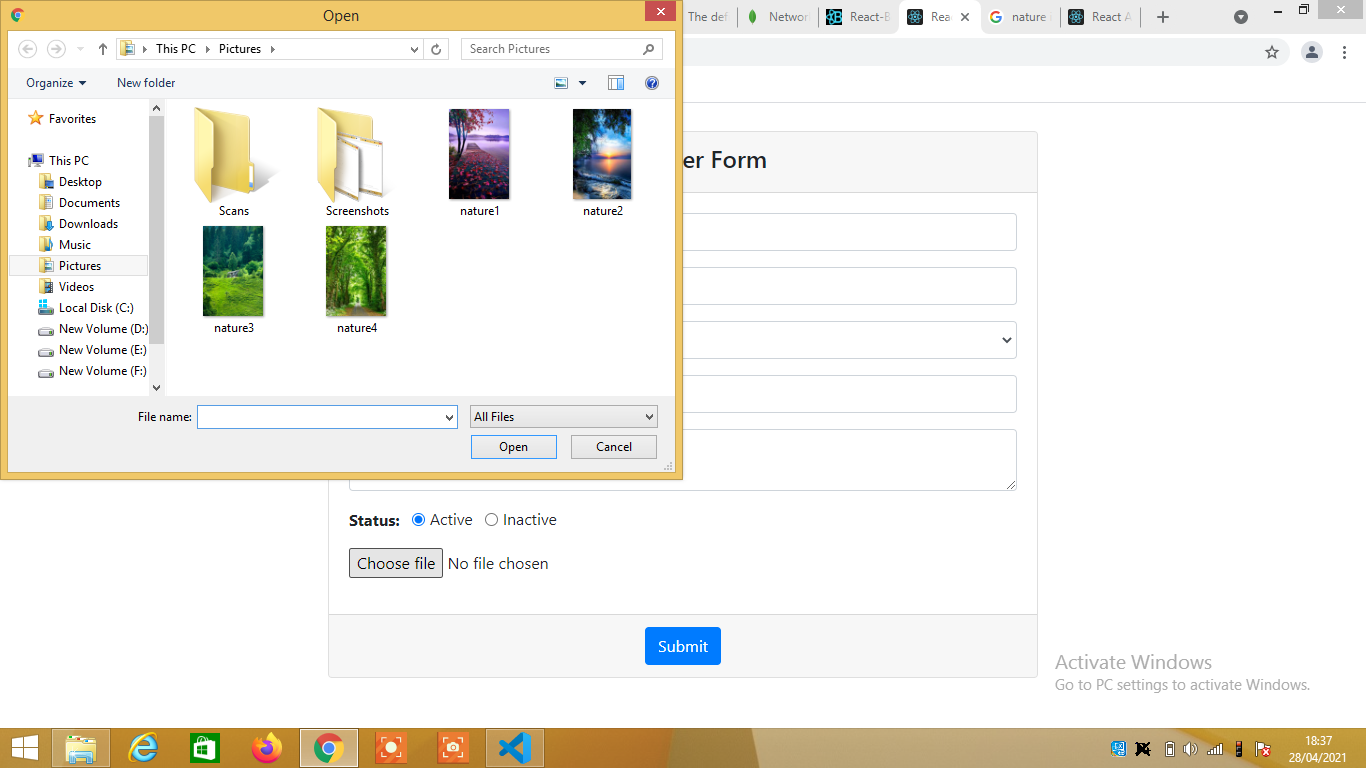 Open
The def
Networ
React-B
Rea
nature
React A
This PC
Pictures
Search Pictures
Organize
New folder
Favorites
This PC
Desktop
Documents
Downloads
Music
Pictures
Videos
Local Disk (C:)
New Volume (D:)
New Volume (E:)
New Volume (F:)
Scans
Screenshots
nature1
nature2
nature3
nature4
File name:
All Files
Open
Cancel
er Form
Status:
Active
Inactive
Choose file
No file chosen
Submit
Activate Windows
Go to PC settings to activate Windows.
18:37
28/04/2021